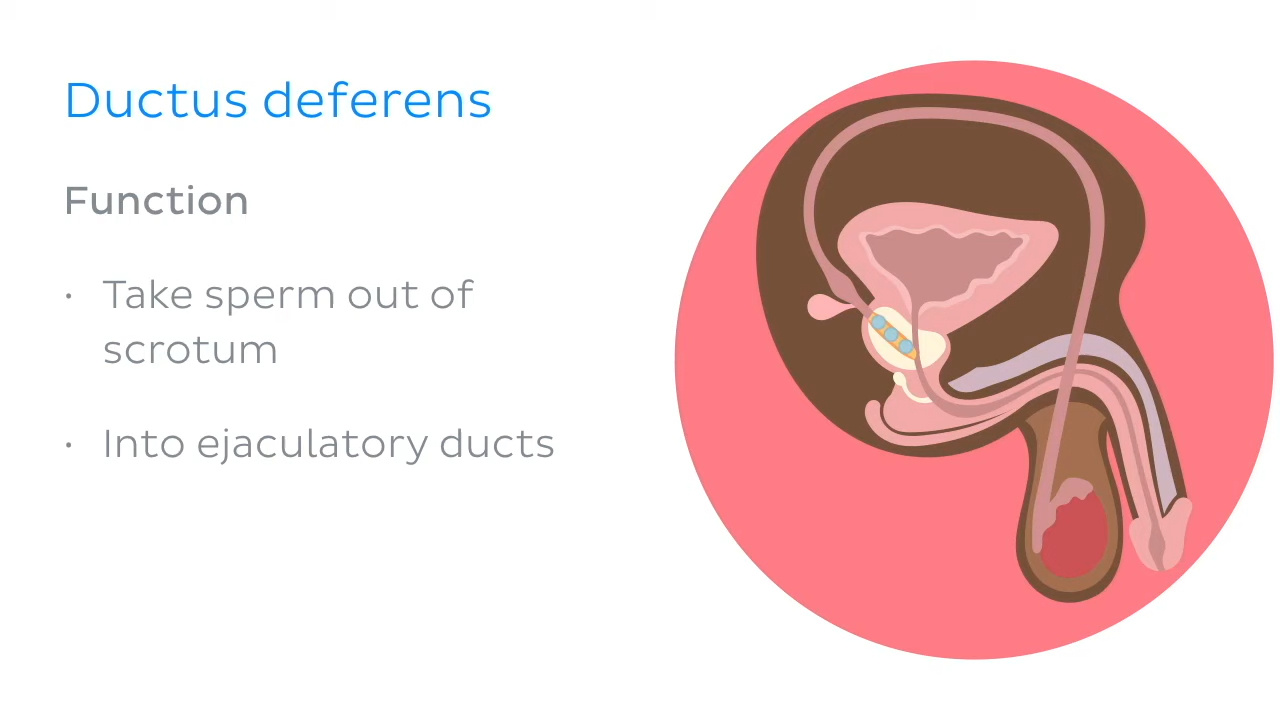 Ductus deferens
Function
• Take sperm out of
scrotum
• Into ejaculatory ducts